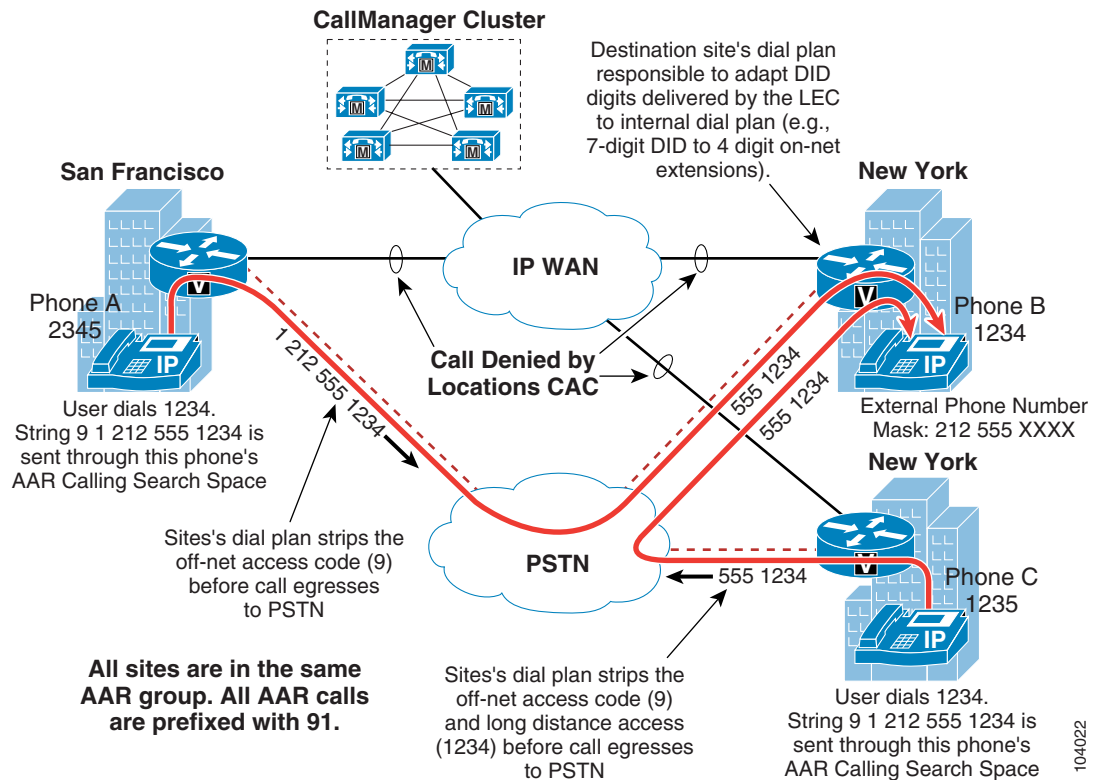 CallManager Cluster
M
M
M
M
M
Destination site's dial plan
responsible to adapt DID
digits delivered by the LEC
to internal dial plan (e.g.,
7-digit DID to 4 digit on-net
extensions).
San Francisco
New York
IP WAN
V
V
Phone A
2345
IP
Phone B
1234
IP
1 212 555 1234
Call Denied by
Locations CAC
555 1234
555 1234
User dials 1234.
String 9 1 212 555 1234 is
sent through this phone's
AAR Calling Search Space
External Phone Number
Mask: 212 555 XXXX
New York
Sites's dial plan strips the
off-net access code (9)
before call egresses
to PSTN
PSTN
555 1234
V
Phone C
1235
IP
All sites are in the same
AAR group. All AAR calls
are prefixed with 91.
Sites's dial plan strips the
off-net access code (9)
and long distance access
(1234) before call egresses
to PSTN
User dials 1234.
String 9 1 212 555 1234 is
sent through this phone's
AAR Calling Search Space
104022